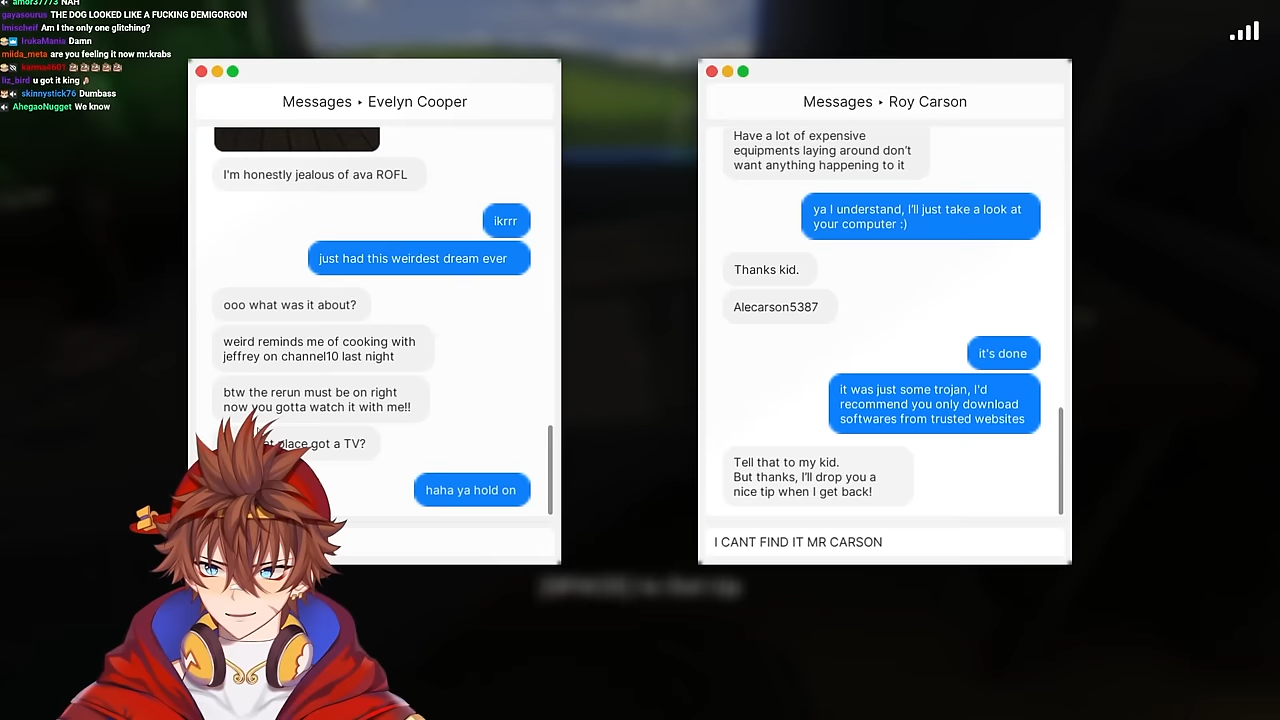 amor37773 NAH
gayasourus THE DOG LOOKED LIKE A FUCKING DEMIGORGON
lmischeif Am I the only one glitching?
IrukaMania Damn
miida_meta are you feeling it now mr.krabs
karma4601
liz_bird u got it king
skinnystick76 Dumbass
AhegaoNugget We know
Messages ▸ Evelyn Cooper
I'm honestly jealous of ava ROFL
ikrrr
just had this weirdest dream ever
ooo what was it about?
weird reminds me of cooking with
jeffrey on channel10 last night
btw the rerun must be on right
now you gotta watch it with me!!
place got a TV?
haha ya hold on
Messages ▸ Roy Carson
Have a lot of expensive
equipments laying around don't
want anything happening to it
ya I understand, I'll just take a look at
your computer :)
Thanks kid.
Alecarson5387
it's done
it was just some trojan, I'd
recommend you only download
softwares from trusted websites
Tell that to my kid.
But thanks, I'll drop you a
nice tip when I get back!
I CANT FIND IT MR CARSON